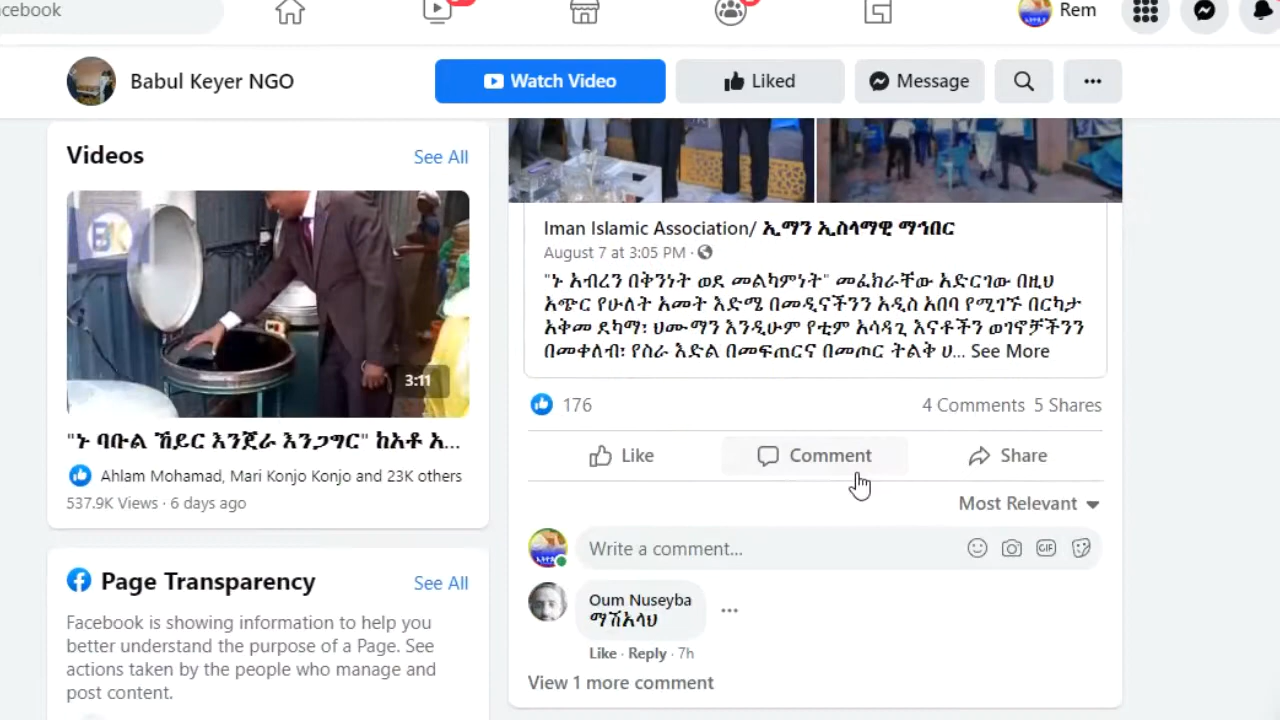 cebook
Rem
Babul Keyer NGO
Watch Video
Liked
Message
Videos
See All
3:11
"ኑ ባቡል ኸይር እንጀራ እንጋግር" ከአቶ አ...
Ahlam Mohamad, Mari Konjo Konjo and 23K others
537.9K Views · 6 days ago
Page Transparency
See All
Facebook is showing information to help you
better understand the purpose of a Page. See
actions taken by the people who manage and
post content.
Iman Islamic Association/ ኢማን ኢስላማዊ ማኅበር
August 7 at 3:05 PM ·
"ኑ አብረን በቅንነት ወደ መልካምነት" መፈክራቸው አድርገው በዚህ
አጭር የሁለት አመት እድሜ በመዲናችንን አዲስ አበባ የሚገኙ በርካታ
አቅመ ደካማ፣ ህሙማን እንዲሁም የቲም አሳዳጊ እናቶችን ወገኖቻችንን
በመቀለብ፣ የስራ እድል በመፍጠርና በመጦር ትልቅ ሀ... See More
176
4 Comments 5 Shares
Like
Comment
Share
Most Relevant
Write a comment...
GIF
Oum Nuseyba
ማሽአላህ
Like · Reply · 7h
View 1 more comment